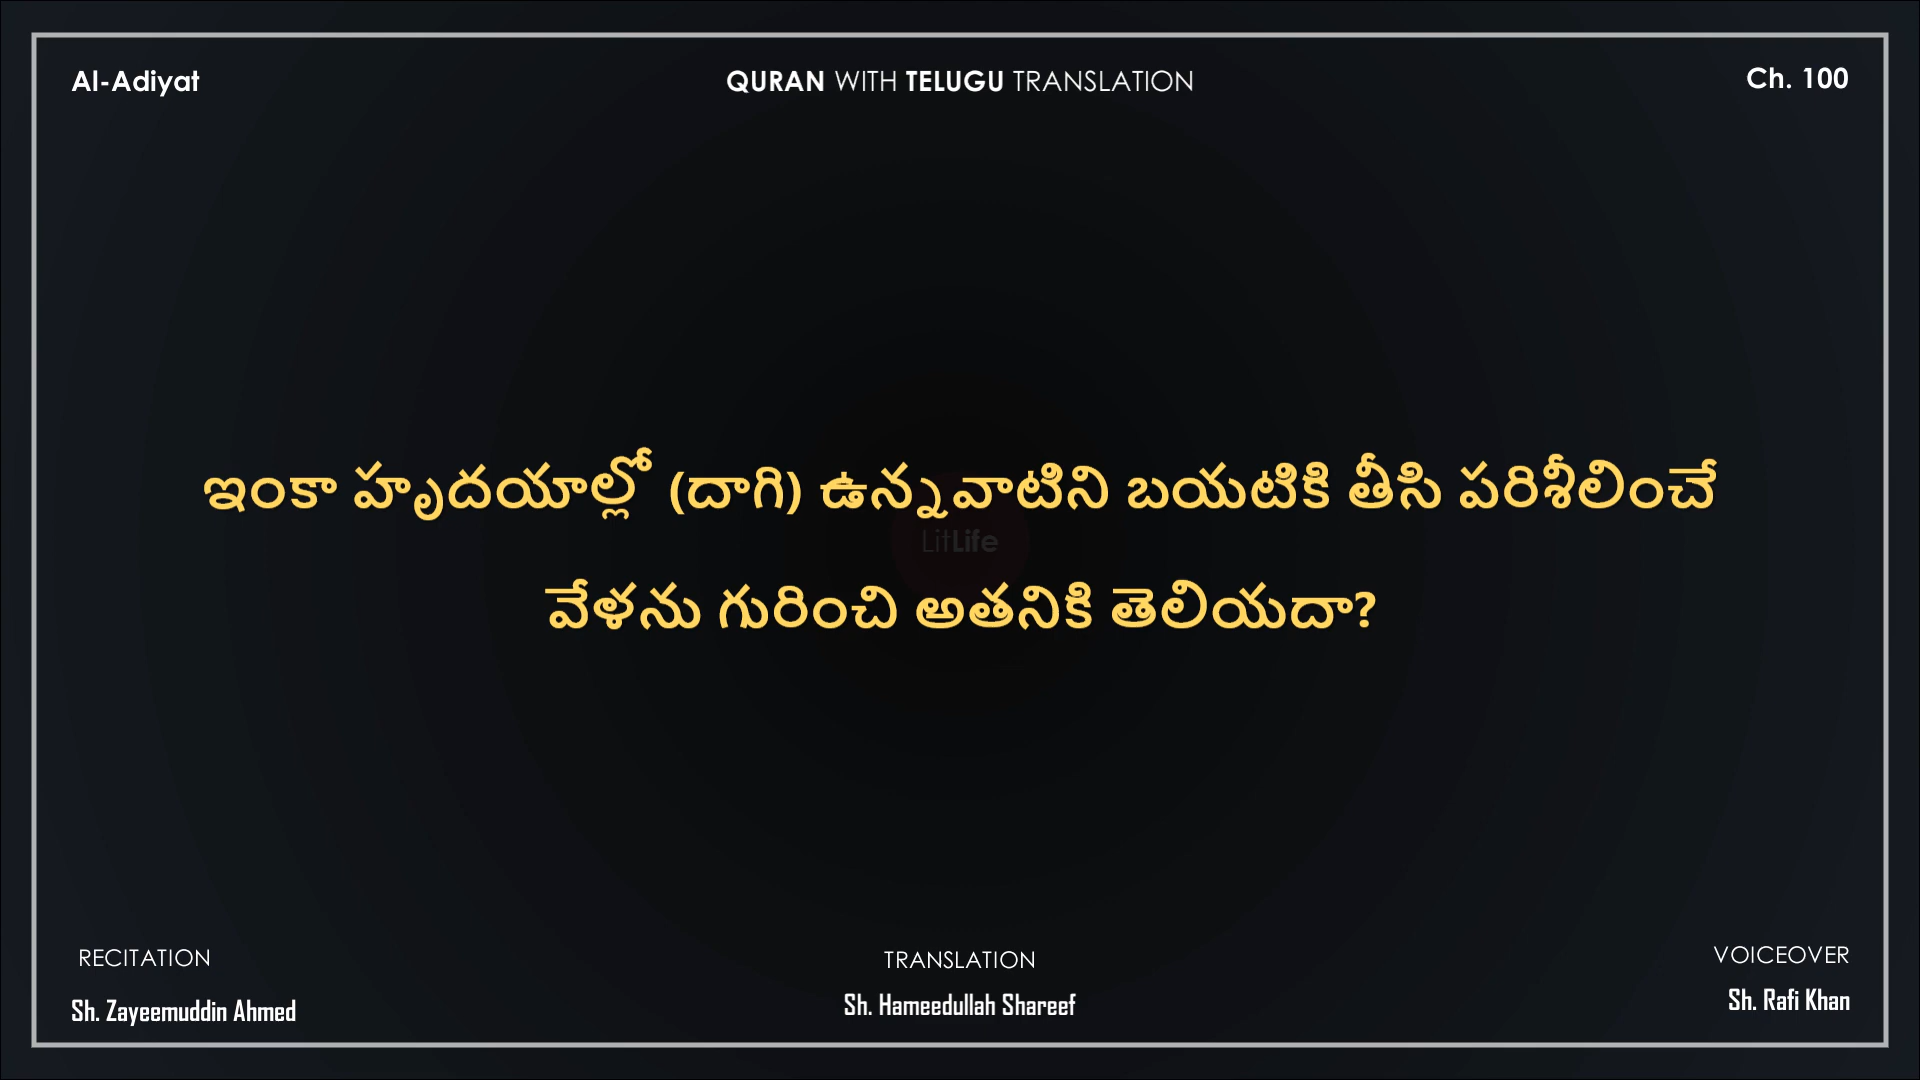 Al-Adiyat
QURAN WITH TELUGU TRANSLATION
Ch. 100
ఇంకా హృదయాల్లో (దాగి) ఉన్నవాటిని బయటికి తీసి పరిశీలించే
LitLife
వేళను గురించి అతనికి తెలియదా?
RECITATION
Sh. Zayeemuddin Ahmed
TRANSLATION
Sh. Hameedullah Shareef
VOICEOVER
Sh. Rafi Khan